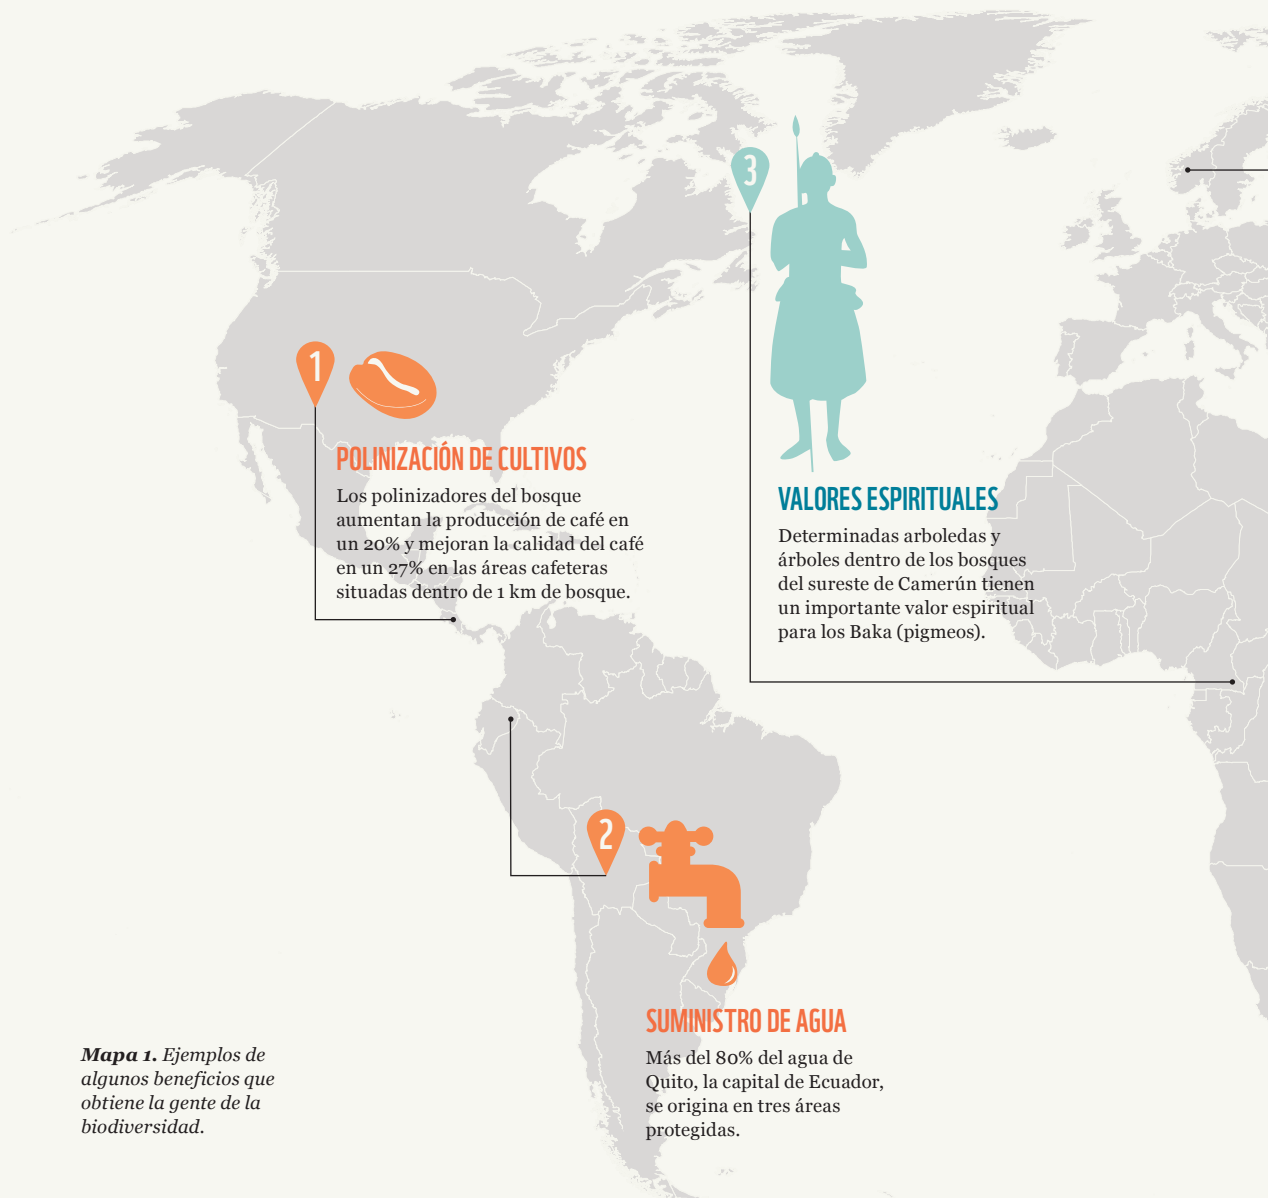 1
POLINIZACIÓN DE CULTIVOS
Los polinizadores del bosque
aumentan la producción de café en
un 20% y mejoran la calidad del café
en un 27% en las áreas cafeteras
situadas dentro de 1 km de bosque.
3
VALORES ESPIRITUALES
Determinadas arboledas y
árboles dentro de los bosques
del sureste de Camerún tienen
un importante valor espiritual
para los Baka (pigmeos).
2
SUMINISTRO DE AGUA
Más del 80% del agua de
Quito, la capital de Ecuador,
se origina en tres áreas
protegidas.
Mapa 1. Ejemplos de
algunos beneficios que
obtiene la gente de la
biodiversidad.